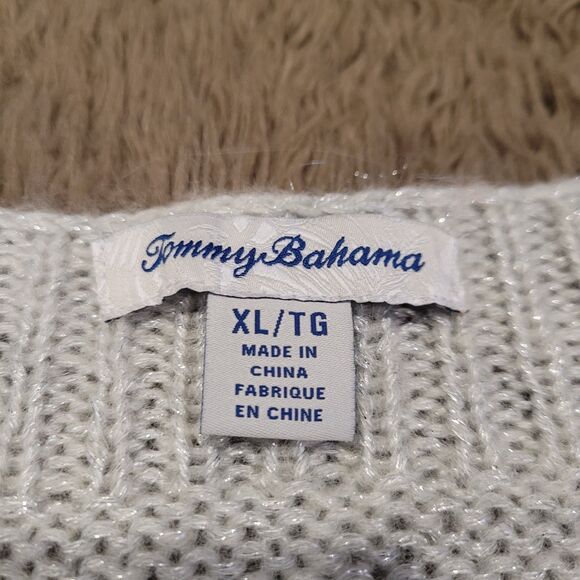 Tommy Bahama
XL/TG
MADE IN
CHINA
FABRIQUE
EN CHINE